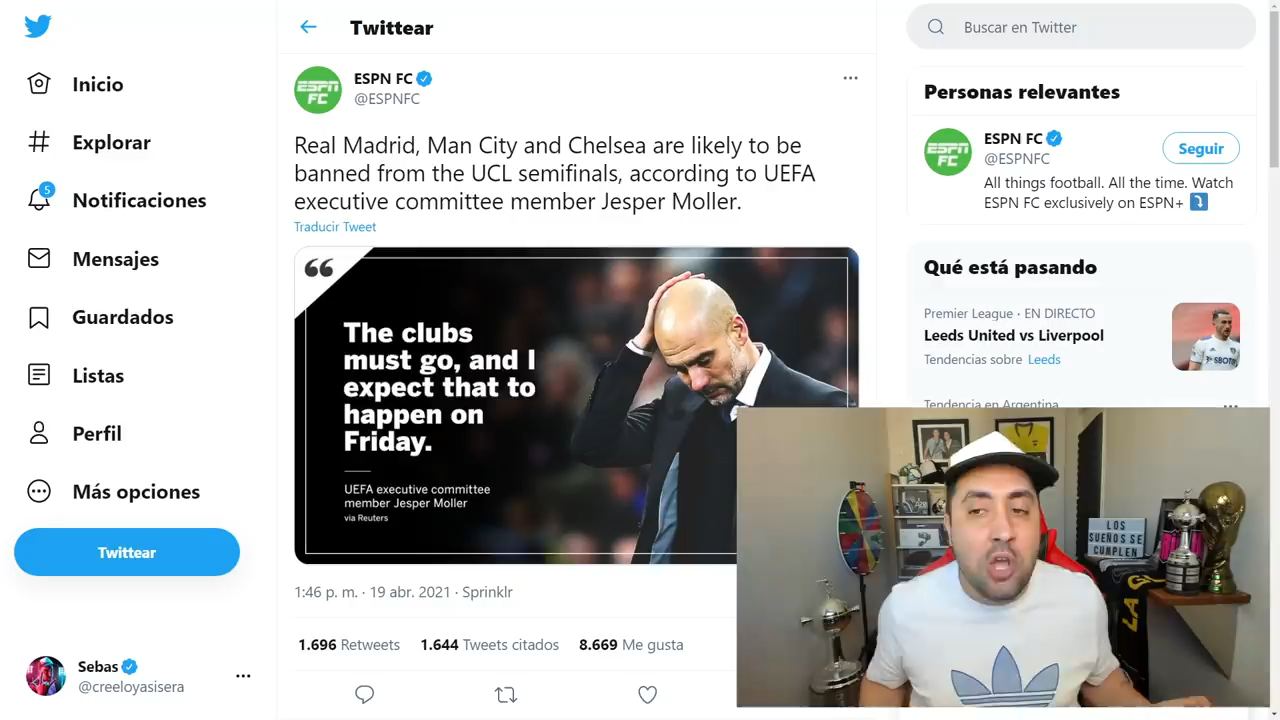 Twittear
Buscar en Twitter
Inicio
Explorar
5
Notificaciones
Mensajes
Guardados
Listas
Perfil
Más opciones
Twittear
Sebas
@creeloyasisera
ESPN
FC
ESPN FC
@ESPNFC
Real Madrid, Man City and Chelsea are likely to be
banned from the UCL semifinals, according to UEFA
executive committee member Jesper Moller.
Traducir Tweet
“
The clubs
must go, and I
expect that to
happen on
Friday.
UEFA executive committee
member Jesper Moller
via Reuters
1:46 p. m. · 19 abr. 2021 · Sprinklr
1.696 Retweets 1.644 Tweets citados 8.669 Me gusta
Personas relevantes
ESPN
FC
ESPN FC
@ESPNFC
Seguir
All things football. All the time. Watch
ESPN FC exclusively on ESPN+
Qué está pasando
Premier League · EN DIRECTO
Leeds United vs Liverpool
Tendencias sobre Leeds
SBOT
Tendencia en Argentina
LOS
SUEÑOS SE
CUMPLEN